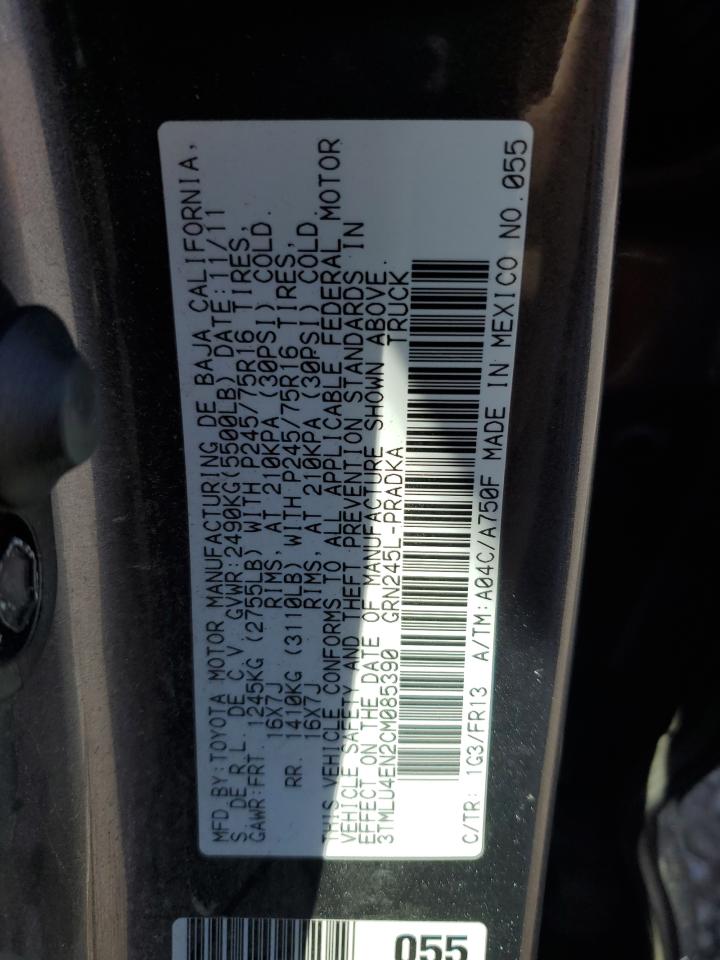 MFD.BY:TOYOTA MOTOR MANUFACTURING DE BAJA CALIFORNIA,
S. DE R.L. DE C.V. GVWR:2490KG(5500LB) DATE:11/11
GAWR:FRT. 1245KG (2755LB) WITH P245/75R16 TIRES,
16X7J RIMS, AT 210KPA (30PSI) COLD.
RR. 1410KG (3110LB) WITH P245/75R16 TIRES,
16X7J RIMS, AT 210KPA (30PSI) COLD.
THIS VEHICLE CONFORMS TO ALL APPLICABLE FEDERAL MOTOR
VEHICLE SAFETY AND THEFT PREVENTION STANDARDS IN
EFFECT ON THE DATE OF MANUFACTURE SHOWN ABOVE.
3TMLU4EN2CM085390 GRN245L-PRADKA TRUCK
C/TR: 1G3/FR13 A/TM:A04C/A750F MADE IN MEXICO NO.055
055